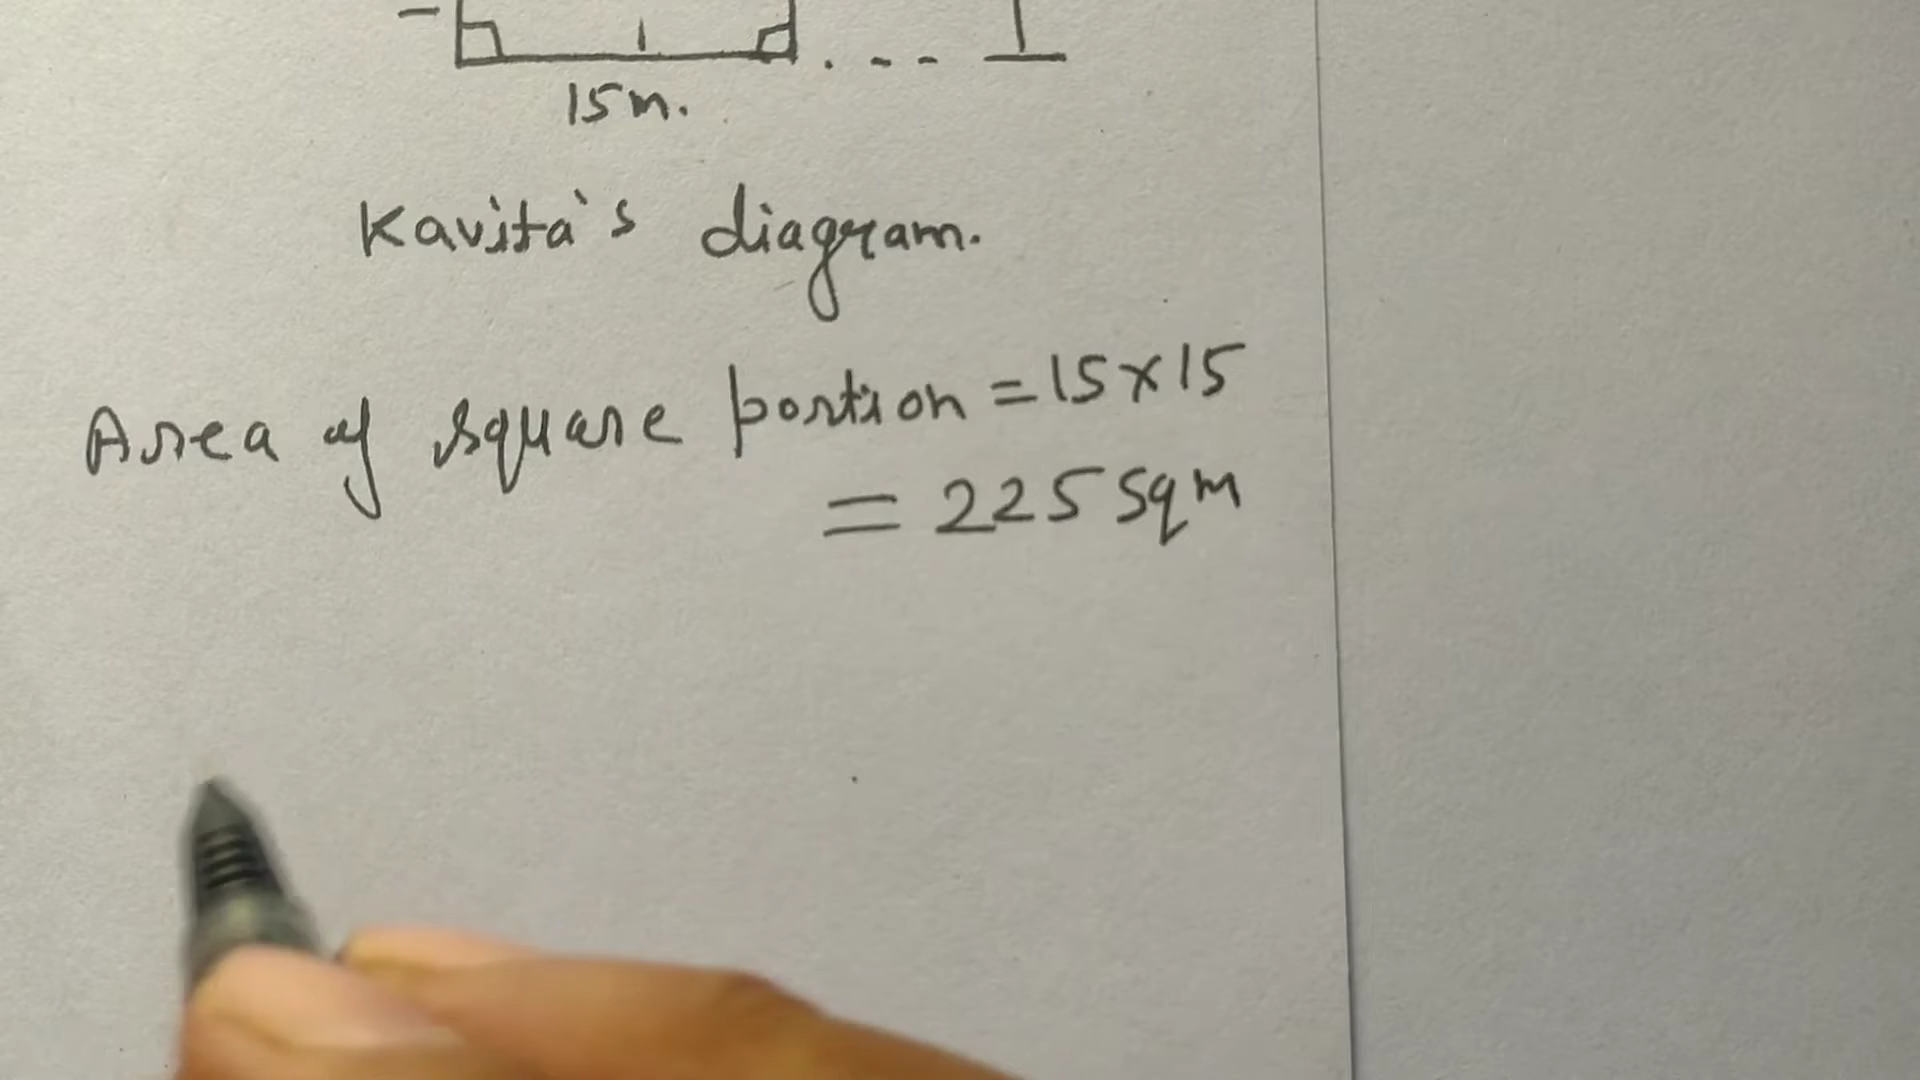 15m.
Kavita's diagram.
Area of square portion = 15×15
= 225 Sqm